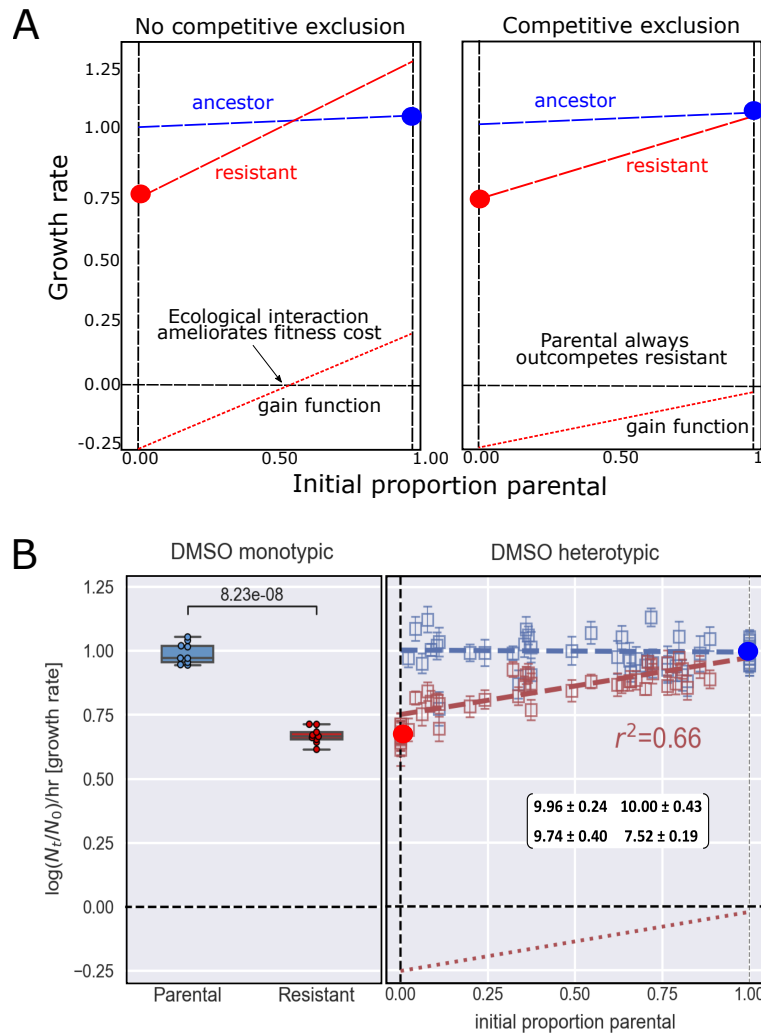 A
No competitive exclusion
Competitive exclusion
1.25
1.00
0.75
0.50
0.25
0.00
-0.25
Growth rate
ancestor
resistant
Ecological interaction
ameliorates fitness cost
gain function
0.00
0.50
1.00
ancestor
resistant
Parental always
outcompetes resistant
gain function
0.00
0.50
1
Initial proportion parental
B
DMSO monotypic
DMSO heterotypic
1.25
1.00
0.75
0.50
0.25
0.00
−0.25
log(Nt/N0)/hr [growth rate]
8.23e-08
Parental
Resistant
r²=0.66
9.96 ± 0.24 10.00 ± 0.43
9.74 ± 0.40 7.52 ± 0.19
0.00
0.25
0.50
0.75
1.00
initial proportion parental